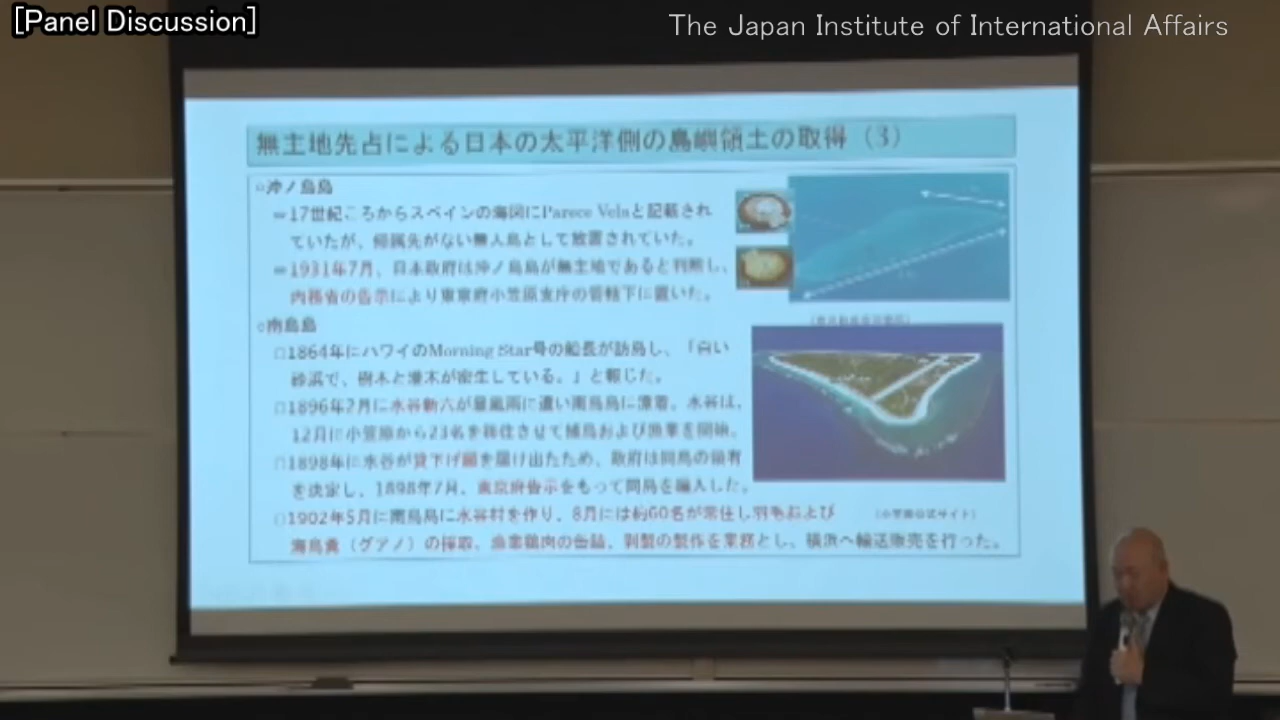 [Panel Discussion]
The Japan Institute of International Affairs
無主地先占による日本の太平洋側の島嶼領土の取得（3）
○沖ノ鳥島
17世紀ころからスペインの海図にParece Velaと記載され
ていたが、帰属先がない無人島として放置されていた。
1931年7月、日本政府は沖ノ鳥島が無主地であると判断し、
内務省の告示により東京府小笠原支庁の管轄下に置いた。
○南鳥島
□1864年にハワイのMorning Star号の船長が訪島し、「白い
砂浜で、樹木と灌木が密生している。」と報じた。
□1896年2月に水谷新六が暴風雨に遭い南鳥島に漂着。水谷は、
12月に小笠原から23名を移住させて捕鳥および漁業を開始。
□1898年に水谷が貸下げ願を届け出たため、政府は同島の領有
を決定し、1898年7月、東京府告示をもって同島を編入した。
□1902年5月に南鳥島に水谷村を作り、8月には約60名が常住し羽毛および
（小笠原公式サイト）
海鳥糞（グアノ）の採取、漁業鶏肉の缶詰、剥製の製作を業務とし、横浜へ輸送販売を行った。